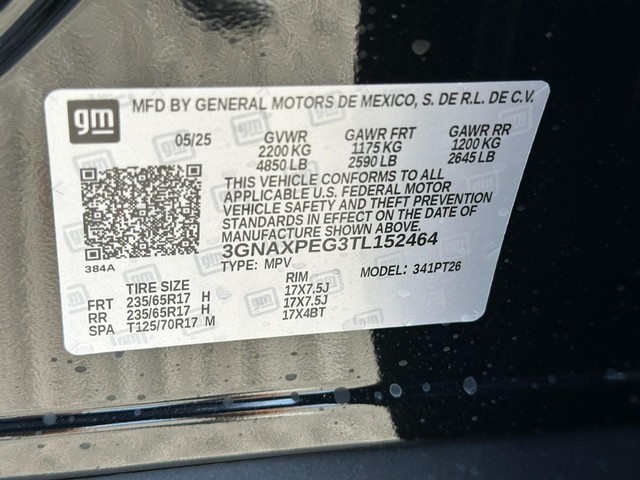 gm MFD BY GENERAL MOTORS DE MEXICO, S. DE R.L. DE C.V.
05/25 GVWR GAWR FRT GAWR RR
2200 KG 1175 KG 1200 KG
4850 LB 2590 LB 2645 LB
THIS VEHICLE CONFORMS TO ALL
APPLICABLE U.S. FEDERAL MOTOR
VEHICLE SAFETY AND THEFT PREVENTION
STANDARDS IN EFFECT ON THE DATE OF
MANUFACTURE SHOWN ABOVE.
3GNAXPEG3TL152464
384A TYPE: MPV MODEL: 341PT26
TIRE SIZE RIM
FRT 235/65R17 H 17X7.5J
RR 235/65R17 H 17X7.5J
SPA T125/70R17 M 17X4BT